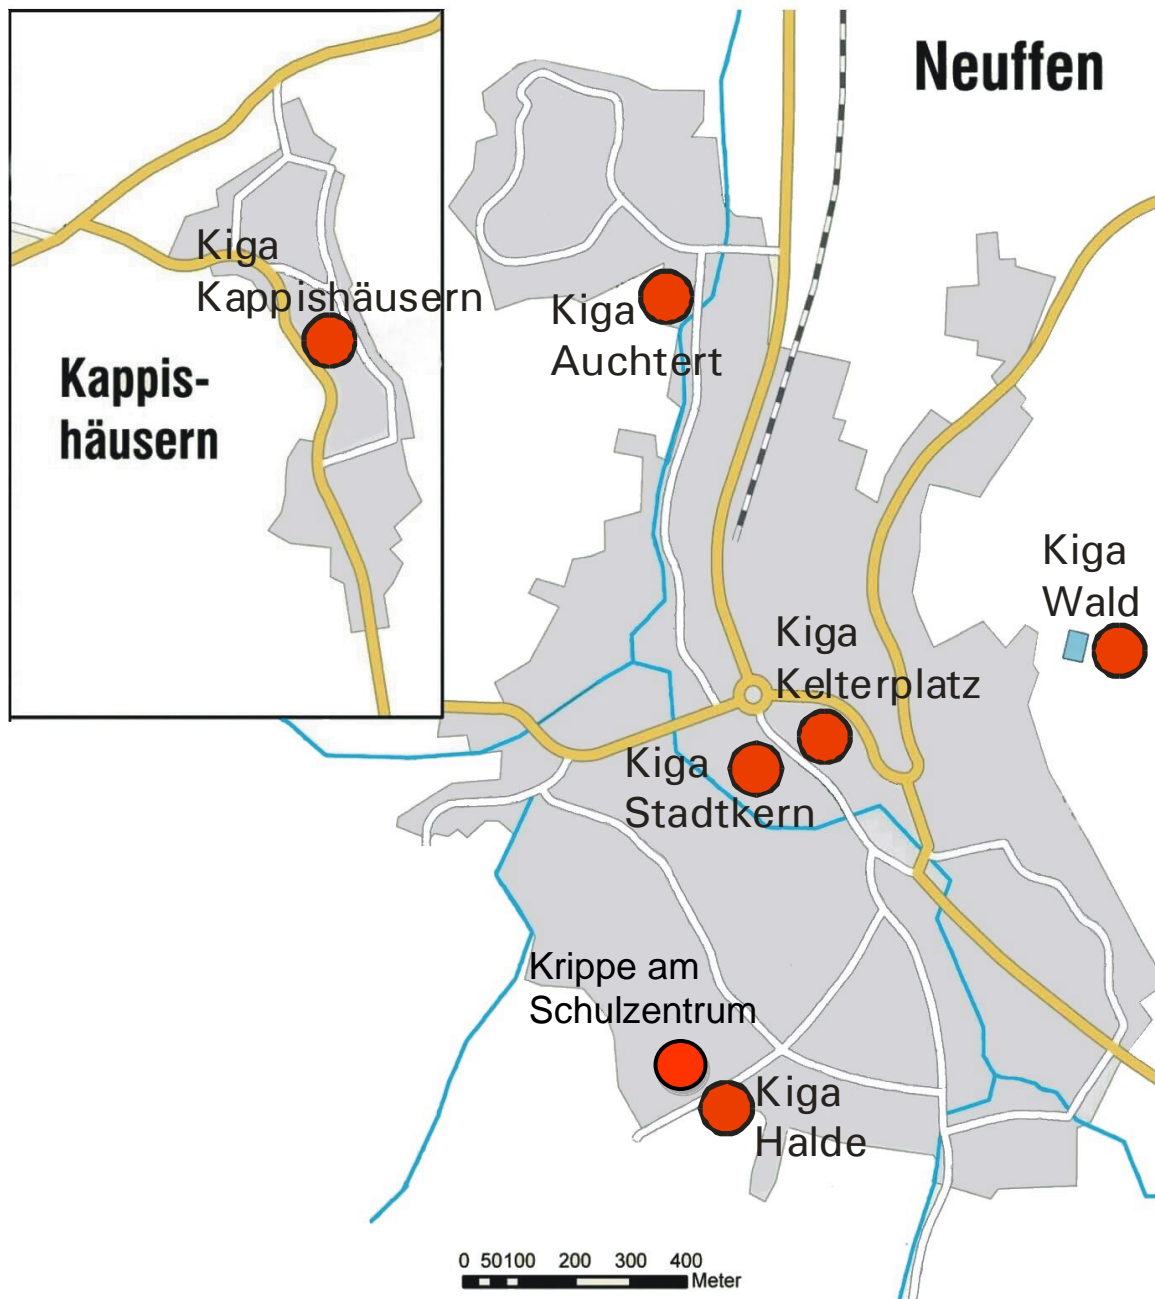 Neuffen
Kiga
Kappishäusern
Kappis-
häusern
Kiga
Auchtert
Kiga
Wald
Kiga
Kelterplatz
Kiga
Stadtkern
Krippe am
Schulzentrum
Kiga
Halde
0 50100 200 300 400
Meter